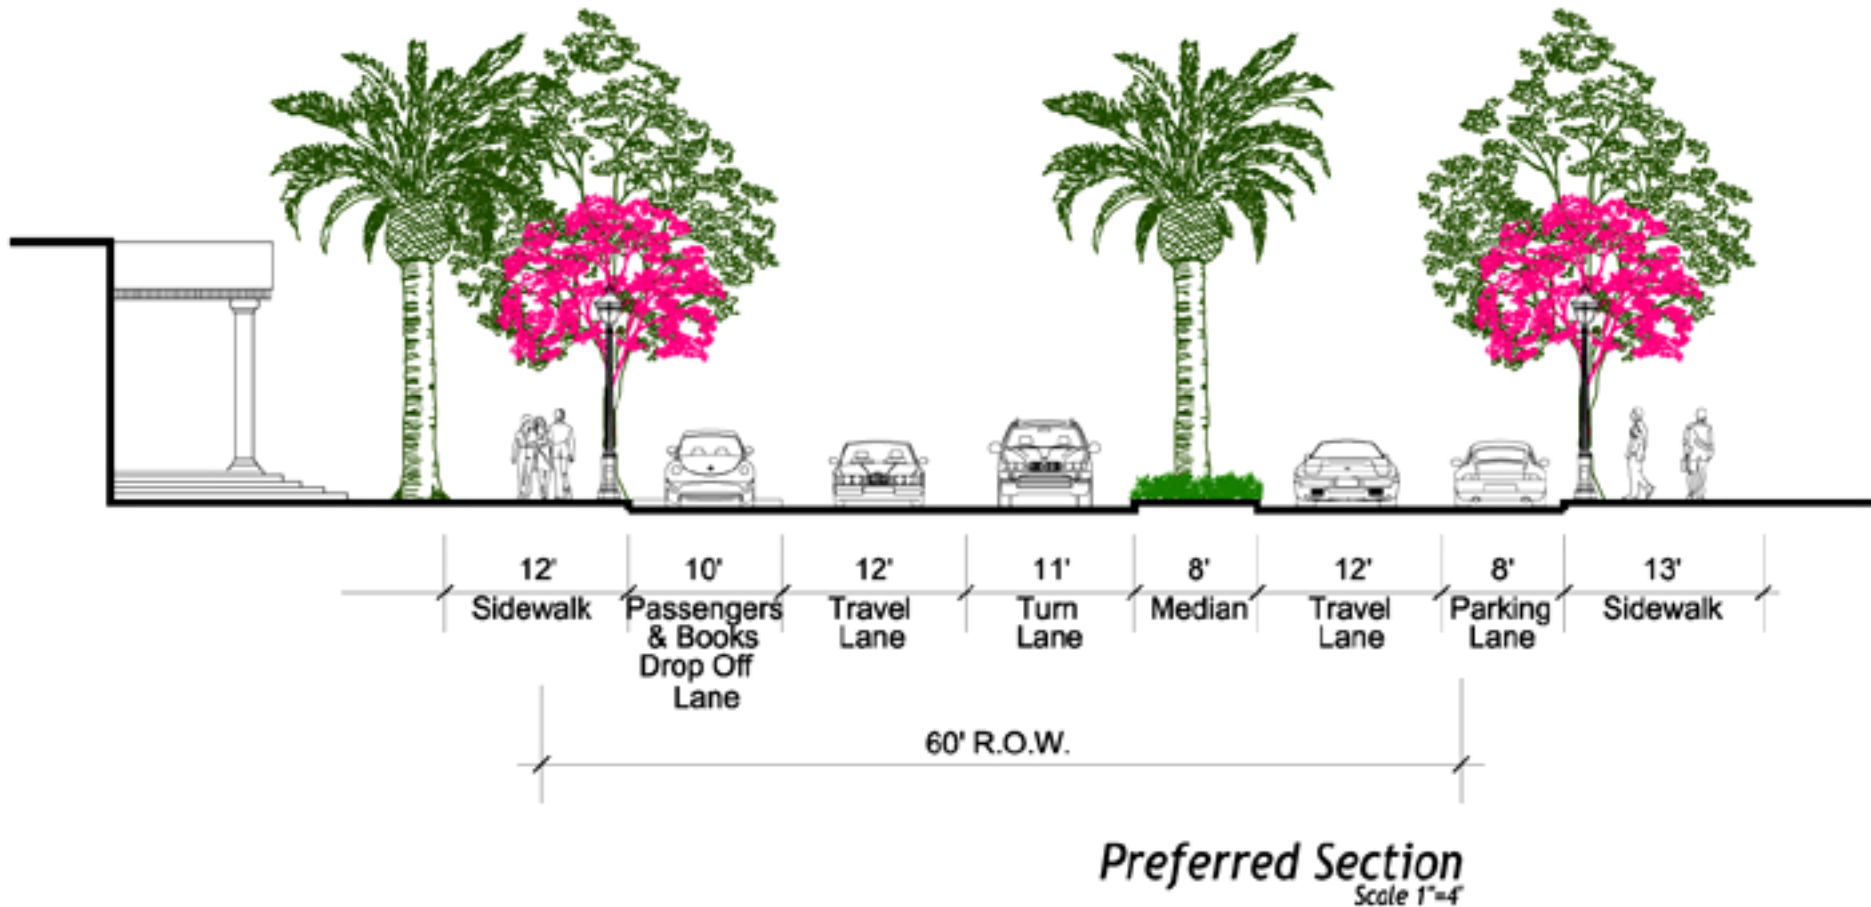 12' 10' 12' 11' 8' 12' 8' 13'
Sidewalk Passengers Travel Turn Median Travel Parking Sidewalk
& Books Lane Lane Lane Lane
Drop Off
Lane
60' R.O.W.
Preferred Section
Scale 1"=4'